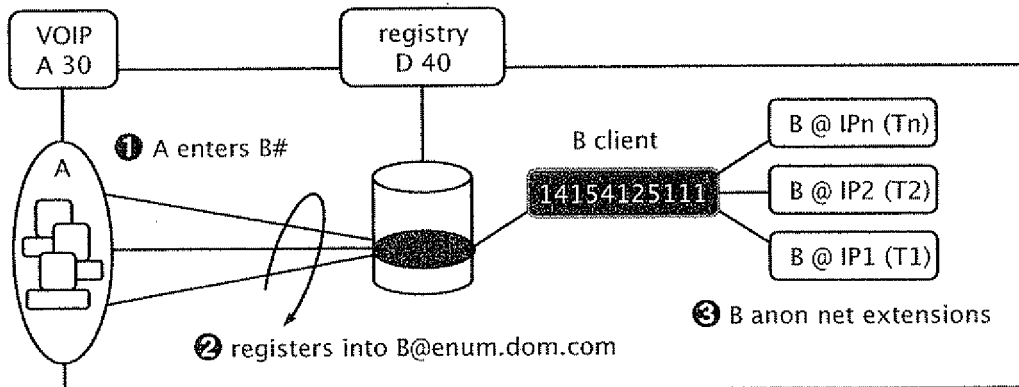 VOIP
A 30
registry
D 40
❶ A enters B#
A
B client
14154125111
B @ IPn (Tn)
B @ IP2 (T2)
B @ IP1 (T1)
❸ B anon net extensions
❷ registers into B@enum.dom.com